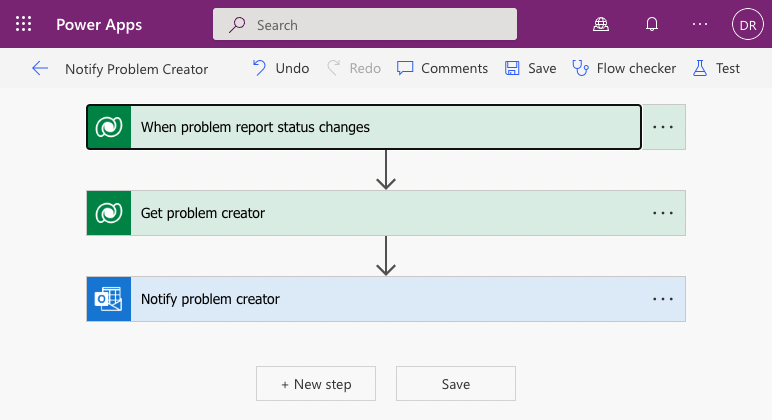 Power Apps
Search
DR
Notify Problem Creator
Undo
Redo
Comments
Save
Flow checker
Test
When problem report status changes
Get problem creator
Notify problem creator
+ New step
Save